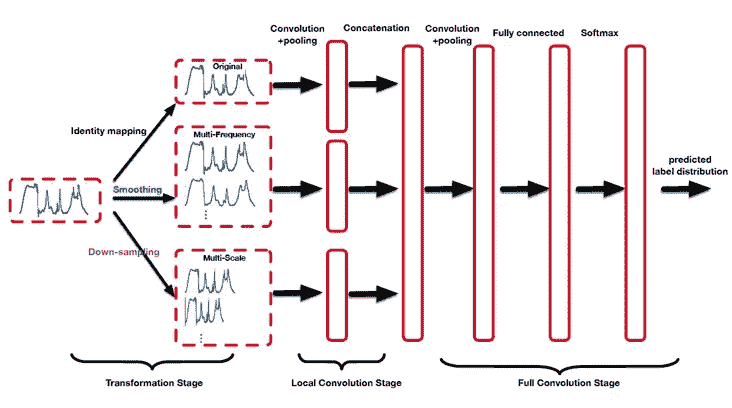 Convolution
+pooling
Concatenation
Convolution
+pooling
Fully connected
Softmax
Original
Identity mapping
Multi-Frequency
Smoothing
⋮
predicted
label distribution
Down-sampling
Multi-Scale
⋮
Transformation Stage
Local Convolution Stage
Full Convolution Stage